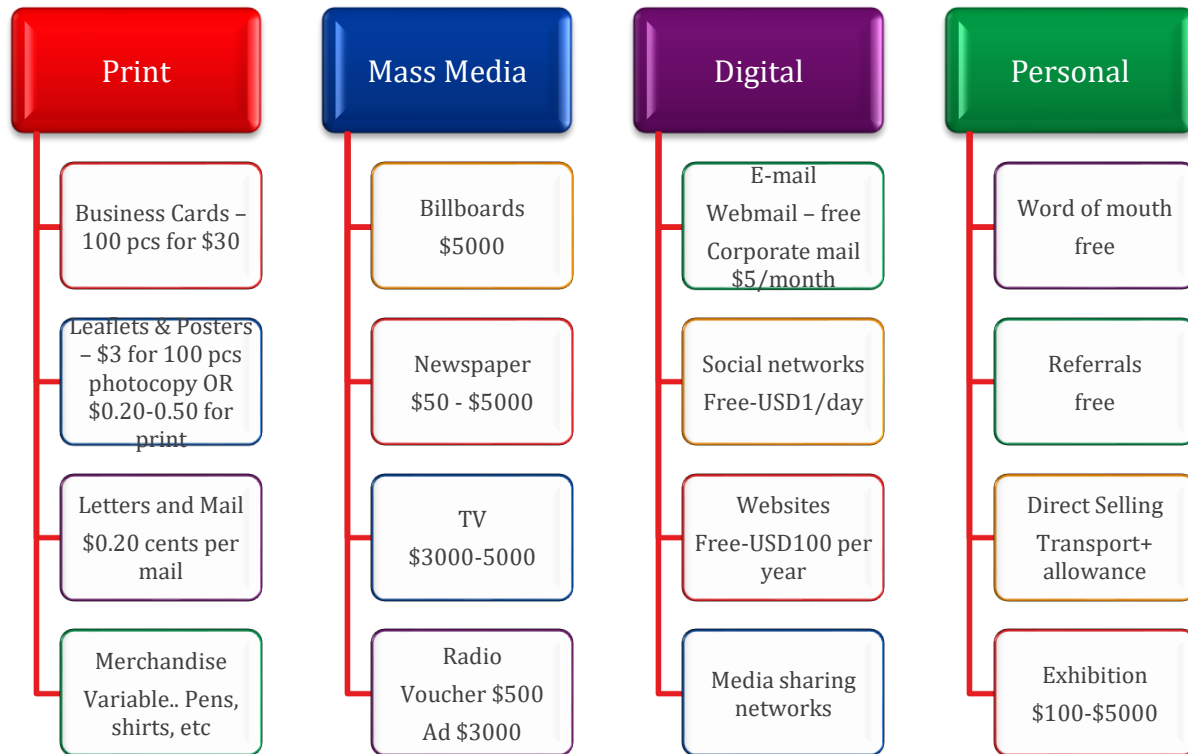 Print
Business Cards –
100 pcs for $30
Leaflets & Posters
– $3 for 100 pcs
photocopy OR
$0.20-0.50 for
print
Letters and Mail
$0.20 cents per
mail
Merchandise
Variable.. Pens,
shirts, etc
Mass Media
Billboards
$5000
Newspaper
$50 - $5000
TV
$3000-5000
Radio
Voucher $500
Ad $3000
Digital
E-mail
Webmail – free
Corporate mail
$5/month
Social networks
Free-USD1/day
Websites
Free-USD100 per
year
Media sharing
networks
Personal
Word of mouth
free
Referrals
free
Direct Selling
Transport+
allowance
Exhibition
$100-$5000